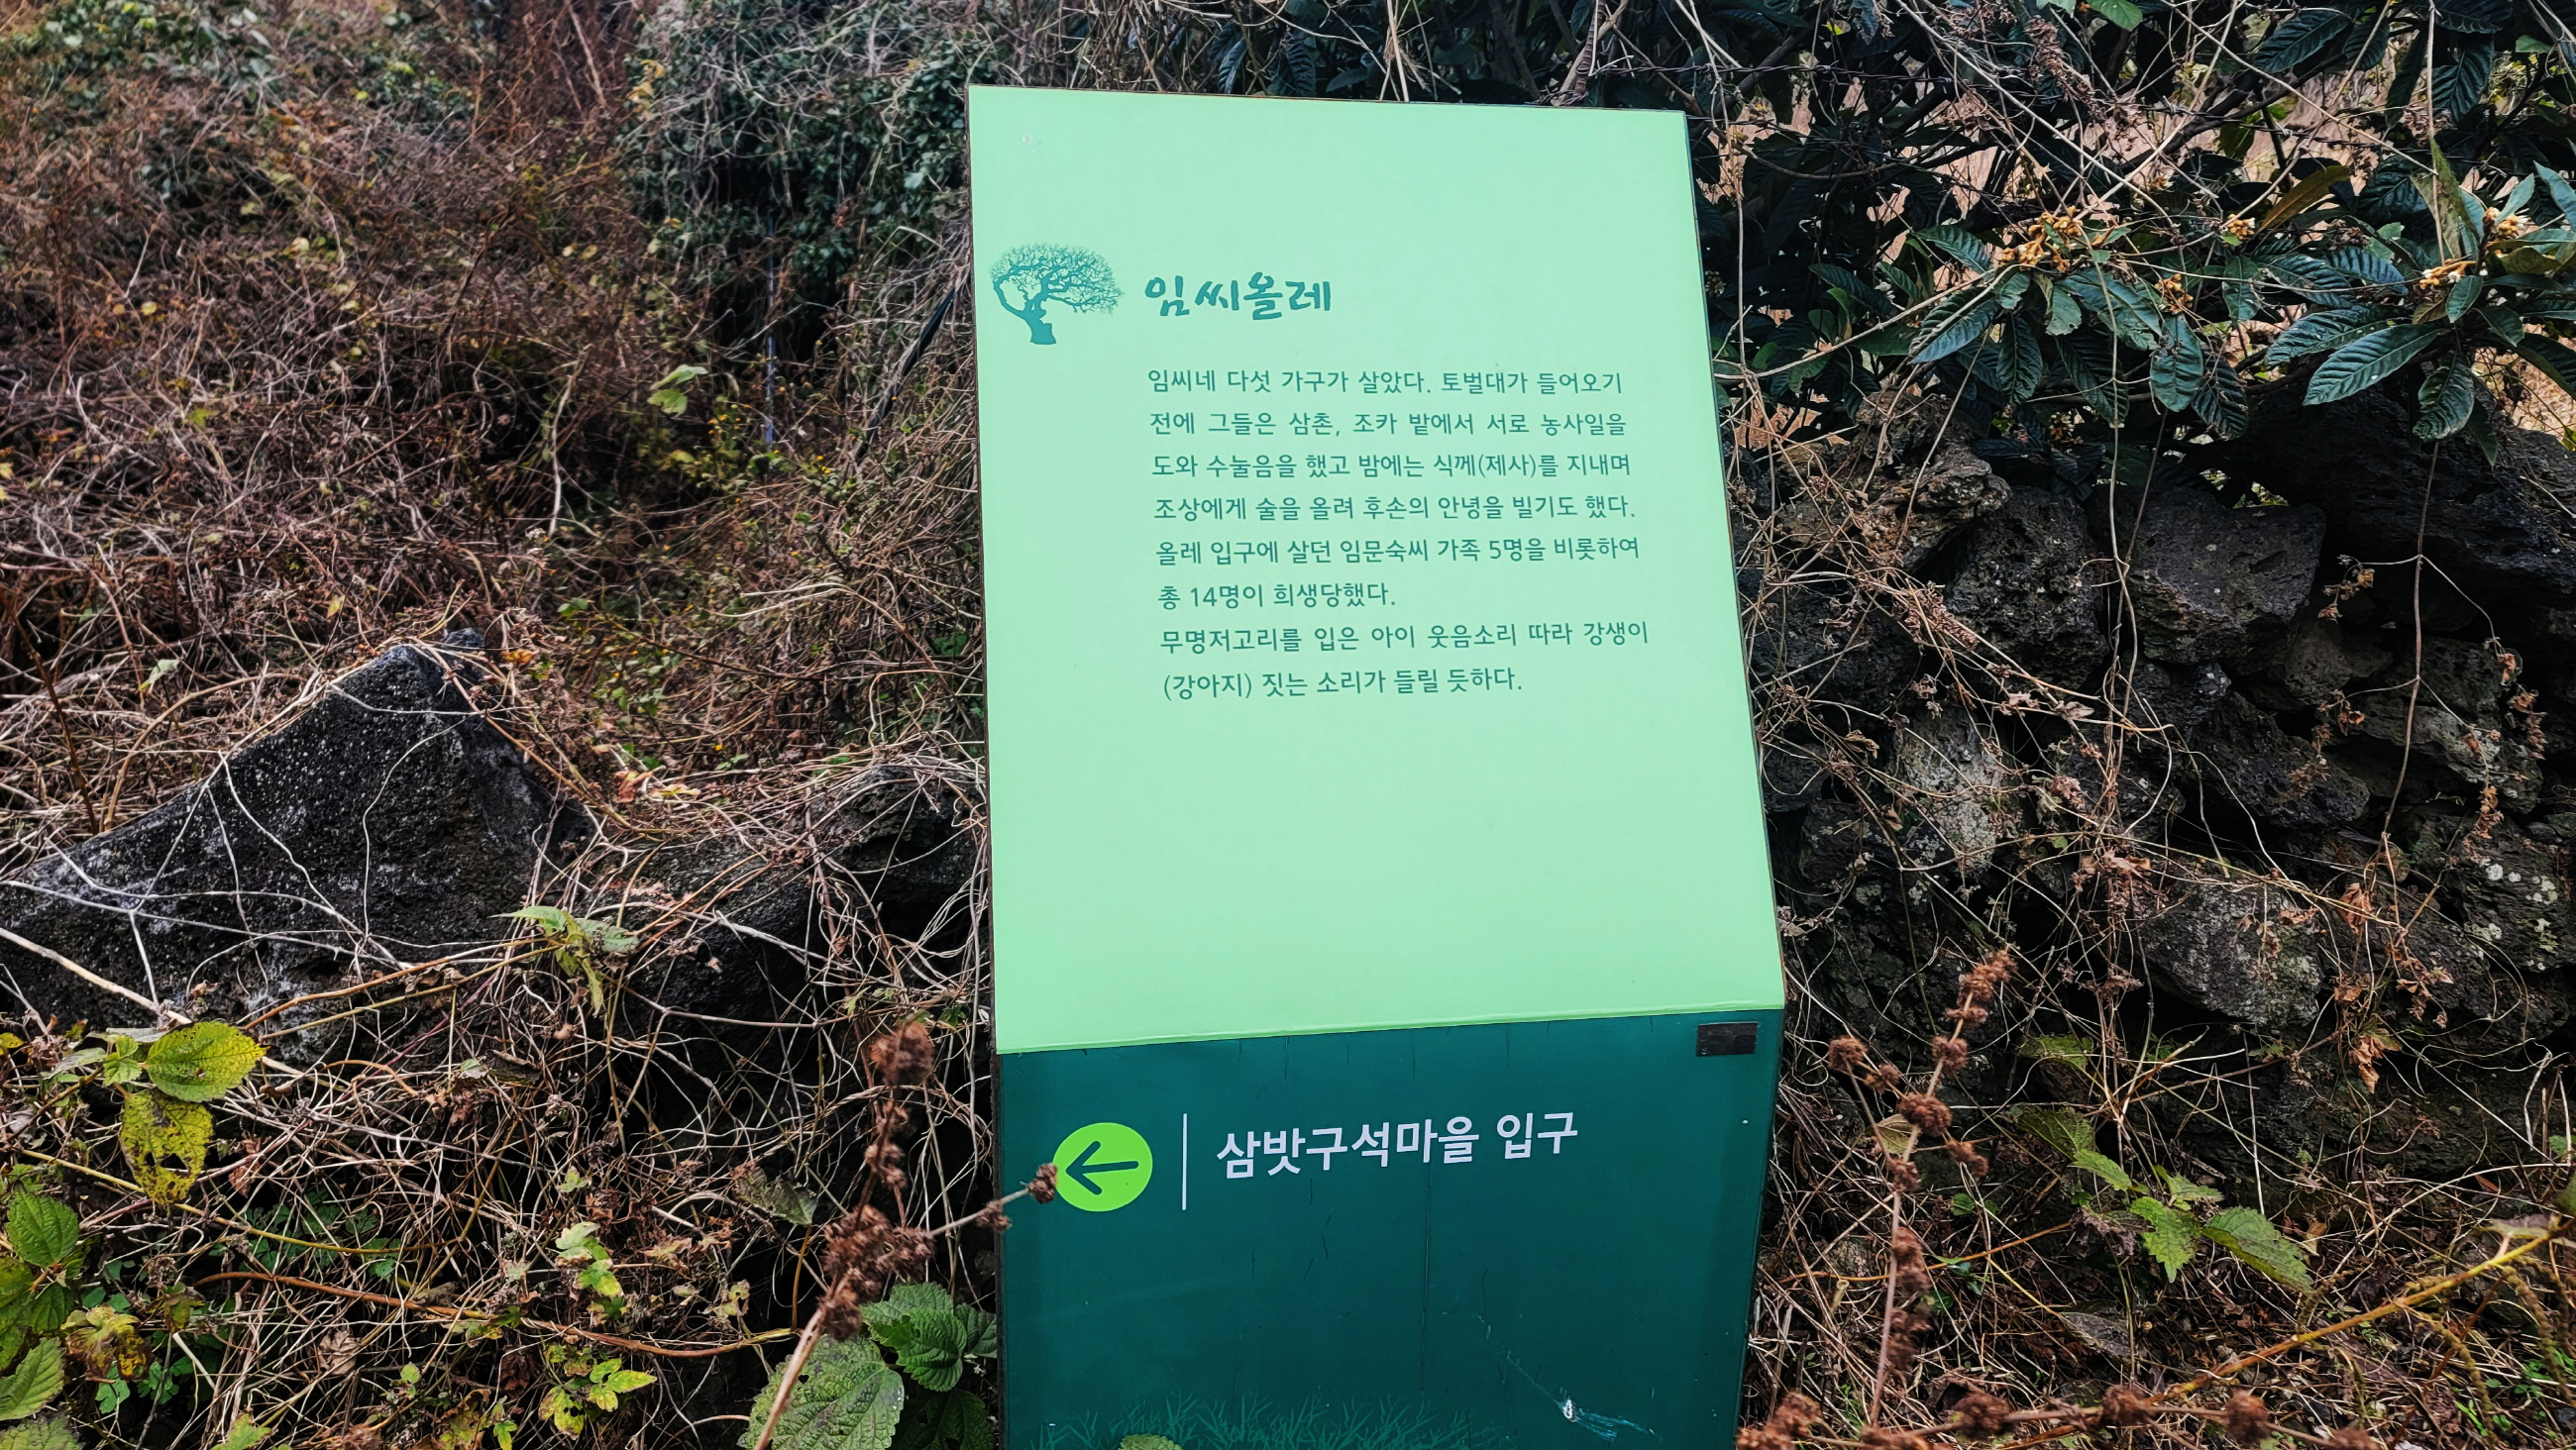 임씨올레
임씨네 다섯 가구가 살았다. 토벌대가 들어오기
전에 그들은 삼촌, 조카 밭에서 서로 농사일을
도와 수눌음을 했고 밤에는 식께(제사)를 지내며
조상에게 술을 올려 후손의 안녕을 빌기도 했다.
올레 입구에 살던 임문숙씨 가족 5명을 비롯하여
총 14명이 희생당했다.
무명저고리를 입은 아이 웃음소리 따라 강생이
(강아지) 짓는 소리가 들릴 듯하다.
삼밧구석마을 입구